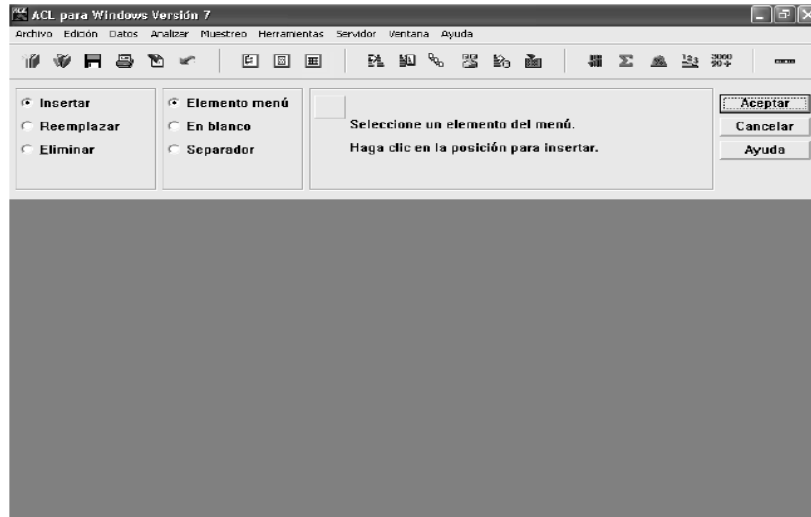 ACL para Windows Versión 7
Archivo Edición Datos Analizar Muestreo Herramientas Servidor Ventana Ayuda
Insertar
Reemplazar
Eliminar
Elemento menú
En blanco
Separador
Seleccione un elemento del menú.
Haga clic en la posición para insertar.
Aceptar
Cancelar
Ayuda